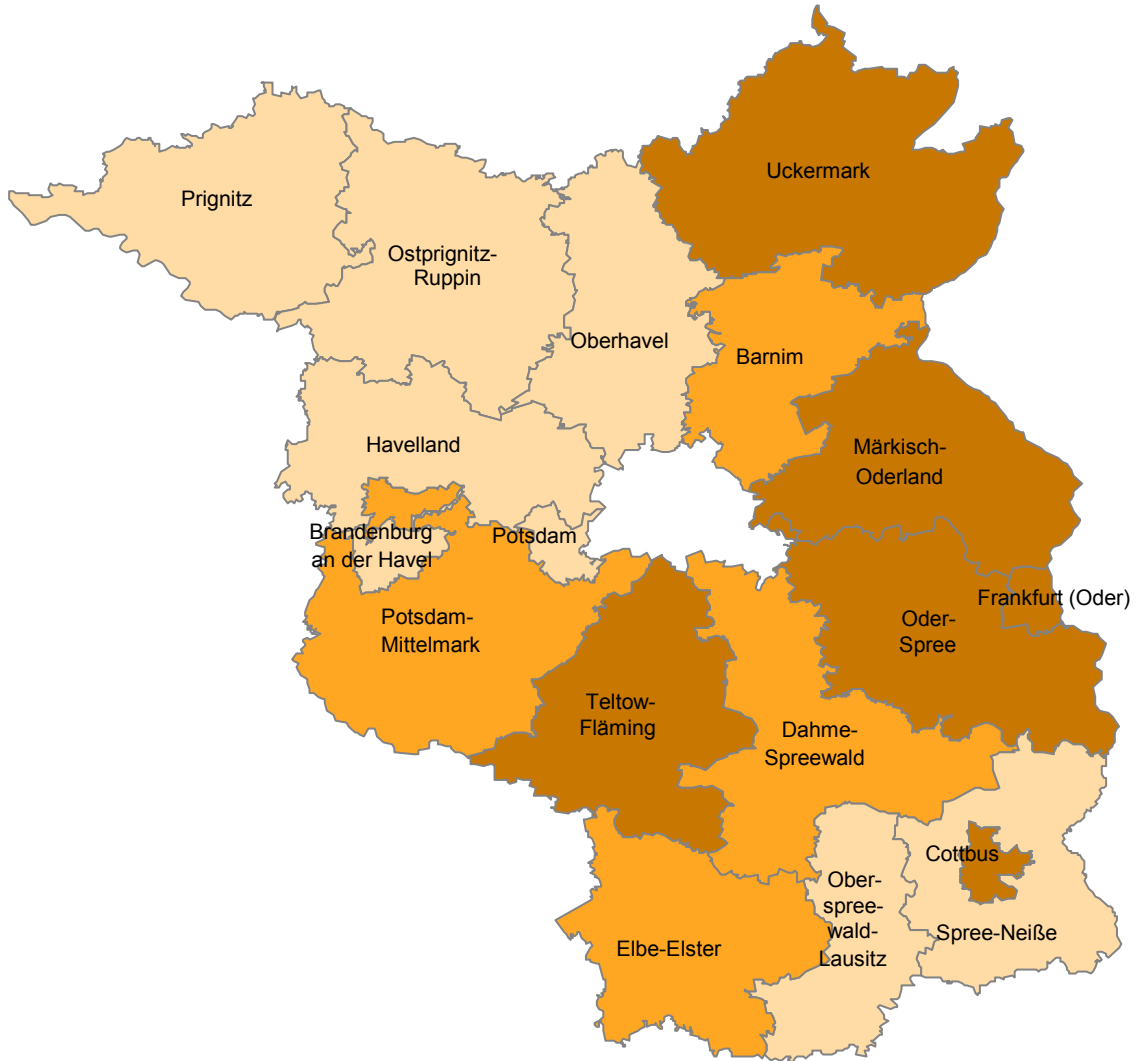 Uckermark
Prignitz
Ostprignitz-
Ruppin
Oberhavel
Barnim
Havelland
Märkisch-
Oderland
Brandenburg
an der Havel
Potsdam
Frankfurt (Oder)
Potsdam-
Mittelmark
Oder-
Spree
Teltow-
Fläming
Dahme-
Spreewald
Cottbus
Ober-
spree-
wald-
Lausitz
Spree-Neiße
Elbe-Elster